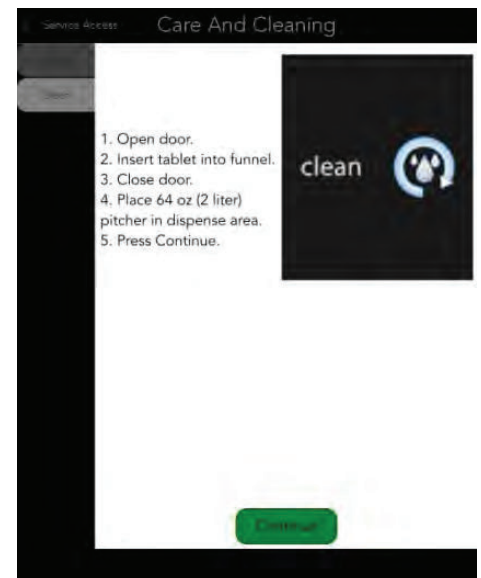 Service Access
Care And Cleaning
Clean
1. Open door.
2. Insert tablet into funnel.
3. Close door.
4. Place 64 oz (2 liter)
pitcher in dispense area.
5. Press Continue.
clean
Continue